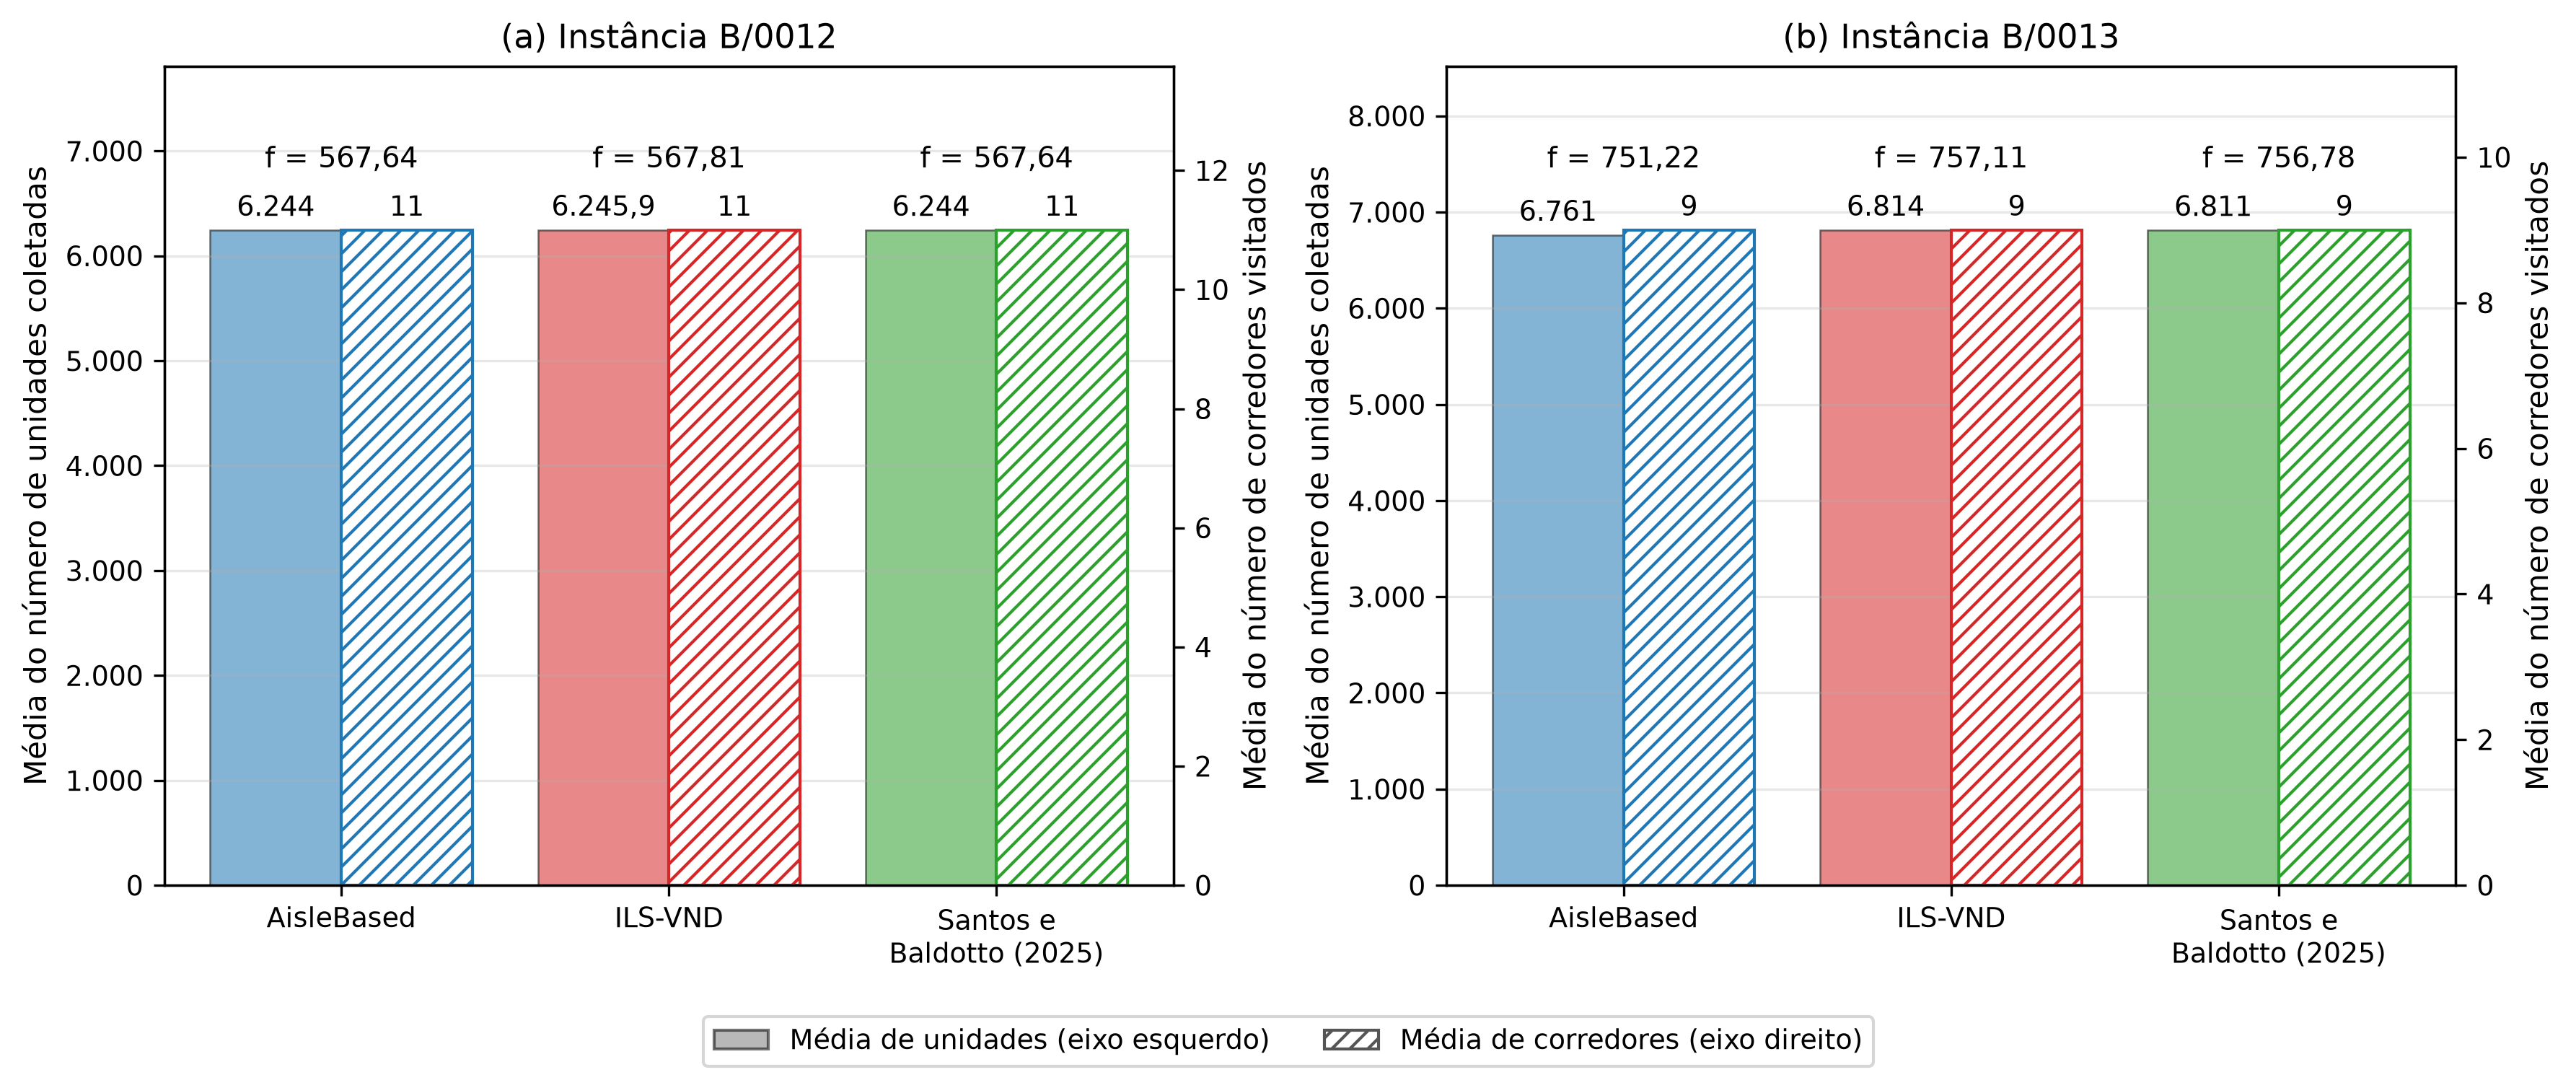 (a) Instância B/0012
Média do número de unidades coletadas
7.000
6.000
5.000
4.000
3.000
2.000
1.000
0
f = 567,64
f = 567,81
f = 567,64
6.244
11
6.245,9
11
6.244
11
AisleBased
ILS-VND
Santos e
Baldotto (2025)
12
10
8
6
4
2
0
Média do número de corredores visitados
(b) Instância B/0013
Média do número de unidades coletadas
8.000
7.000
6.000
5.000
4.000
3.000
2.000
1.000
0
f = 751,22
f = 757,11
f = 756,78
6.761
9
6.814
9
6.811
9
AisleBased
ILS-VND
Santos e
Baldotto (2025)
10
8
6
4
2
0
Média do número de corredores visitados
Média de unidades (eixo esquerdo)
Média de corredores (eixo direito)